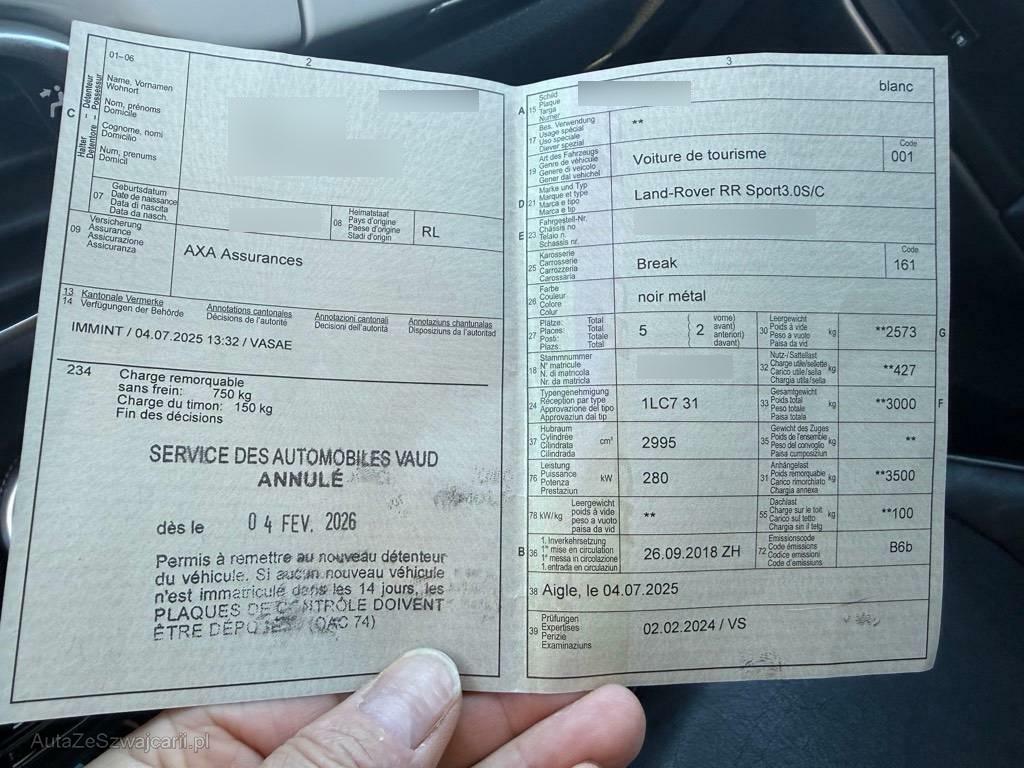 2
01–06
Name, Vornamen
Wohnort
Nom, prénoms
Domicile
Cognome, nomi
Domicilio
Num, prenums
Domicil
C
Halter – Détenteur
Detentore – Possessur
07
Geburtsdatum
Date de naissance
Data di nascita
Data da nasch.
08
Heimatstaat
Pays d'origine
Paese d'origine
Stadi d'origin
RL
09
Versicherung
Assurance
Assicurazione
Assicuranza
AXA Assurances
13
14
Kantonale Vermerke
Verfügungen der Behörde
Annotations cantonales
Décisions de l'autorité
Annotazioni cantonali
Decisioni dell'autorità
Annotaziuns chantunalas
Disposiziuns da l'autoritad
IMMINT / 04.07.2025 13:32 / VASAE
234
Charge remorquable
sans frein: 750 kg
Charge du timon: 150 kg
Fin des décisions
SERVICE DES AUTOMOBILES VAUD
ANNULÉ
dès le 04 FEV. 2026
Permis à remettre au nouveau détenteur
du véhicule. Si aucun nouveau véhicule
n'est immatriculé dans les 14 jours, les
PLAQUES DE CONTRÔLE DOIVENT
ÊTRE DÉPOSÉES (OAC 74)
3
A
15
Schild
Plaque
Targa
Numer
blanc
17
Bes. Verwendung
Usage spécial
Uso speciale
Diever spezial
**
19
Art des Fahrzeugs
Genre de véhicule
Genere di veicolo
Gener dal vehichel
Voiture de tourisme
Code
001
D
21
Marke und Typ
Marque et type
Marca e tipo
Marca e tip
Land-Rover RR Sport3.0S/C
E
23
Fahrgestell-Nr.
Châssis no
Telaio n.
Schassis nr.
25
Karosserie
Carrosserie
Carrozzeria
Carossaria
Break
Code
161
26
Farbe
Couleur
Colore
Colur
noir métal
27
Plätze: Total
Places: Total
Posti: Totale
Plazs: Total
5
( 2
vorne)
avant)
anteriori)
davant)
30
Leergewicht
Poids à vide
Peso a vuoto
Paisa da vid
kg
**2573
G
18
Stammnummer
N° matricule
N. di matricola
Nr. da matricla
32
Nutz-/ Sattellast
Charge utile/sellette
Carico utile/sella
Chargia utila/sella
kg
**427
24
Typengenehmigung
Réception par type
Approvazione del tipo
Approvaziun dal tip
1LC7 31
33
Gesamtgewicht
Poids total
Peso totale
Paisa totala
kg
**3000
F
37
Hubraum
Cylindrée
Cilindrata
Cilindrada
cm³
2995
35
Gewicht des Zuges
Poids de l'ensemble
Peso del convoglio
Paisa cumposiziun
kg
**
76
Leistung
Puissance
Potenza
Prestaziun
kW
280
31
Anhängelast
Poids remorquable
Carico rimorchiato
Chargia annexa
kg
**3500
78 kW/kg
Leergewicht
poids à vide
peso a vuoto
paisa da vid
**
55
Dachlast
Charge sur le toit
Carico sul tetto
Chargia sin il tetg
kg
**100
B
36
1. Inverkehrsetzung
1re mise en circulation
1a messa in circolazione
1. entrada en circulaziun
26.09.2018 ZH
72
Emissionscode
Code émissions
Codice emissioni
Code d'emissiuns
B6b
38
Aigle, le 04.07.2025
39
Prüfungen
Expertises
Perizie
Examinaziuns
02.02.2024 / VS
AutaZeSzwajcarii.pl